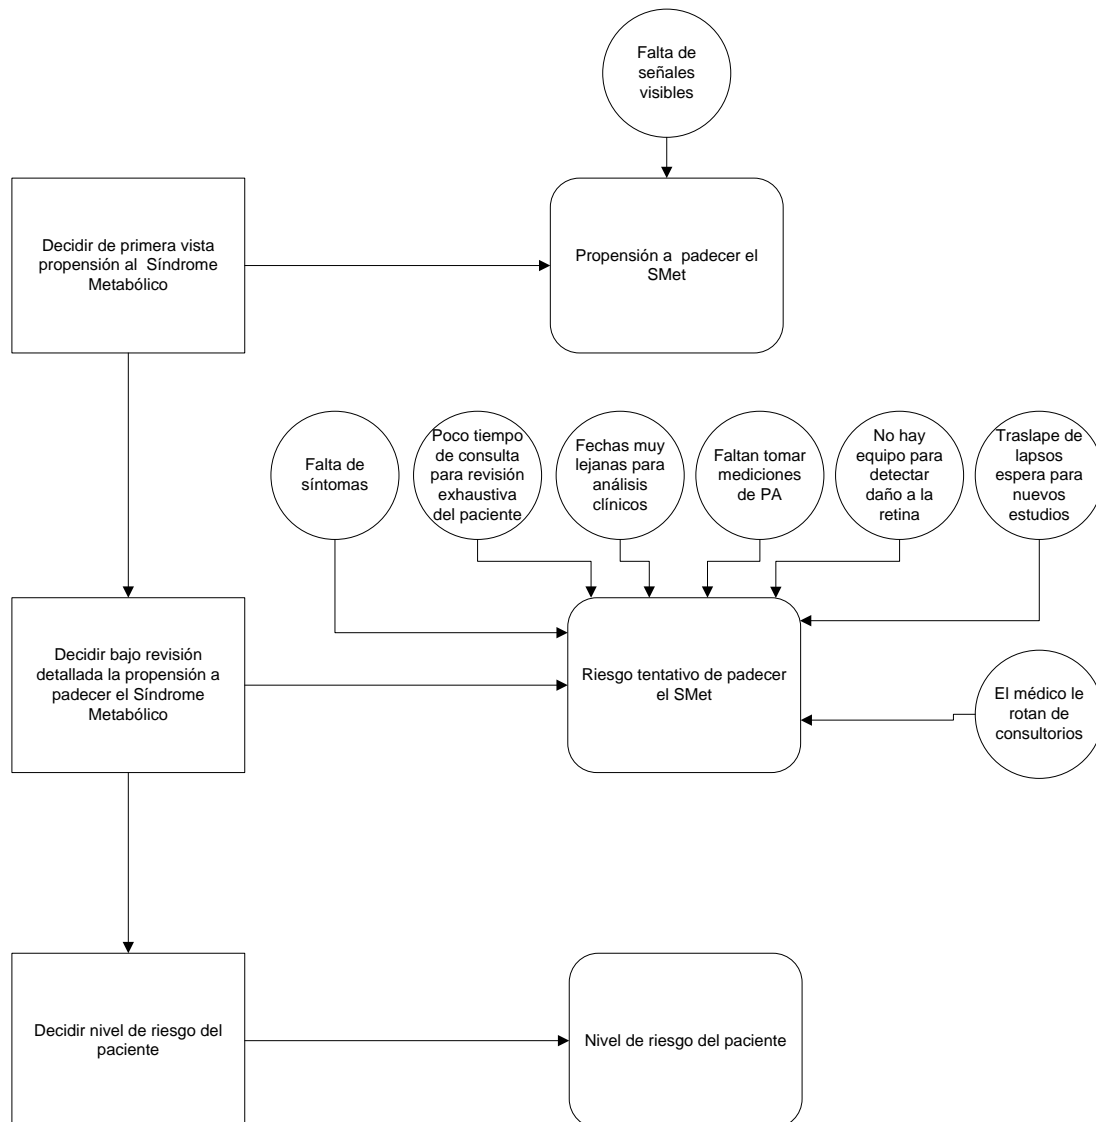 Falta de
señales
visibles
Decidir de primera vista
propensión al Síndrome
Metabólico
Propensión a padecer el
SMet
Falta de
síntomas
Poco tiempo
de consulta
para revisión
exhaustiva
del paciente
Fechas muy
lejanas para
análisis
clínicos
Faltan tomar
mediciones
de PA
No hay
equipo para
detectar
daño a la
retina
Traslape de
lapsos
espera para
nuevos
estudios
Decidir bajo revisión
detallada la propensión a
padecer el Síndrome
Metabólico
Riesgo tentativo de padecer
el SMet
El médico le
rotan de
consultorios
Decidir nivel de riesgo del
paciente
Nivel de riesgo del paciente